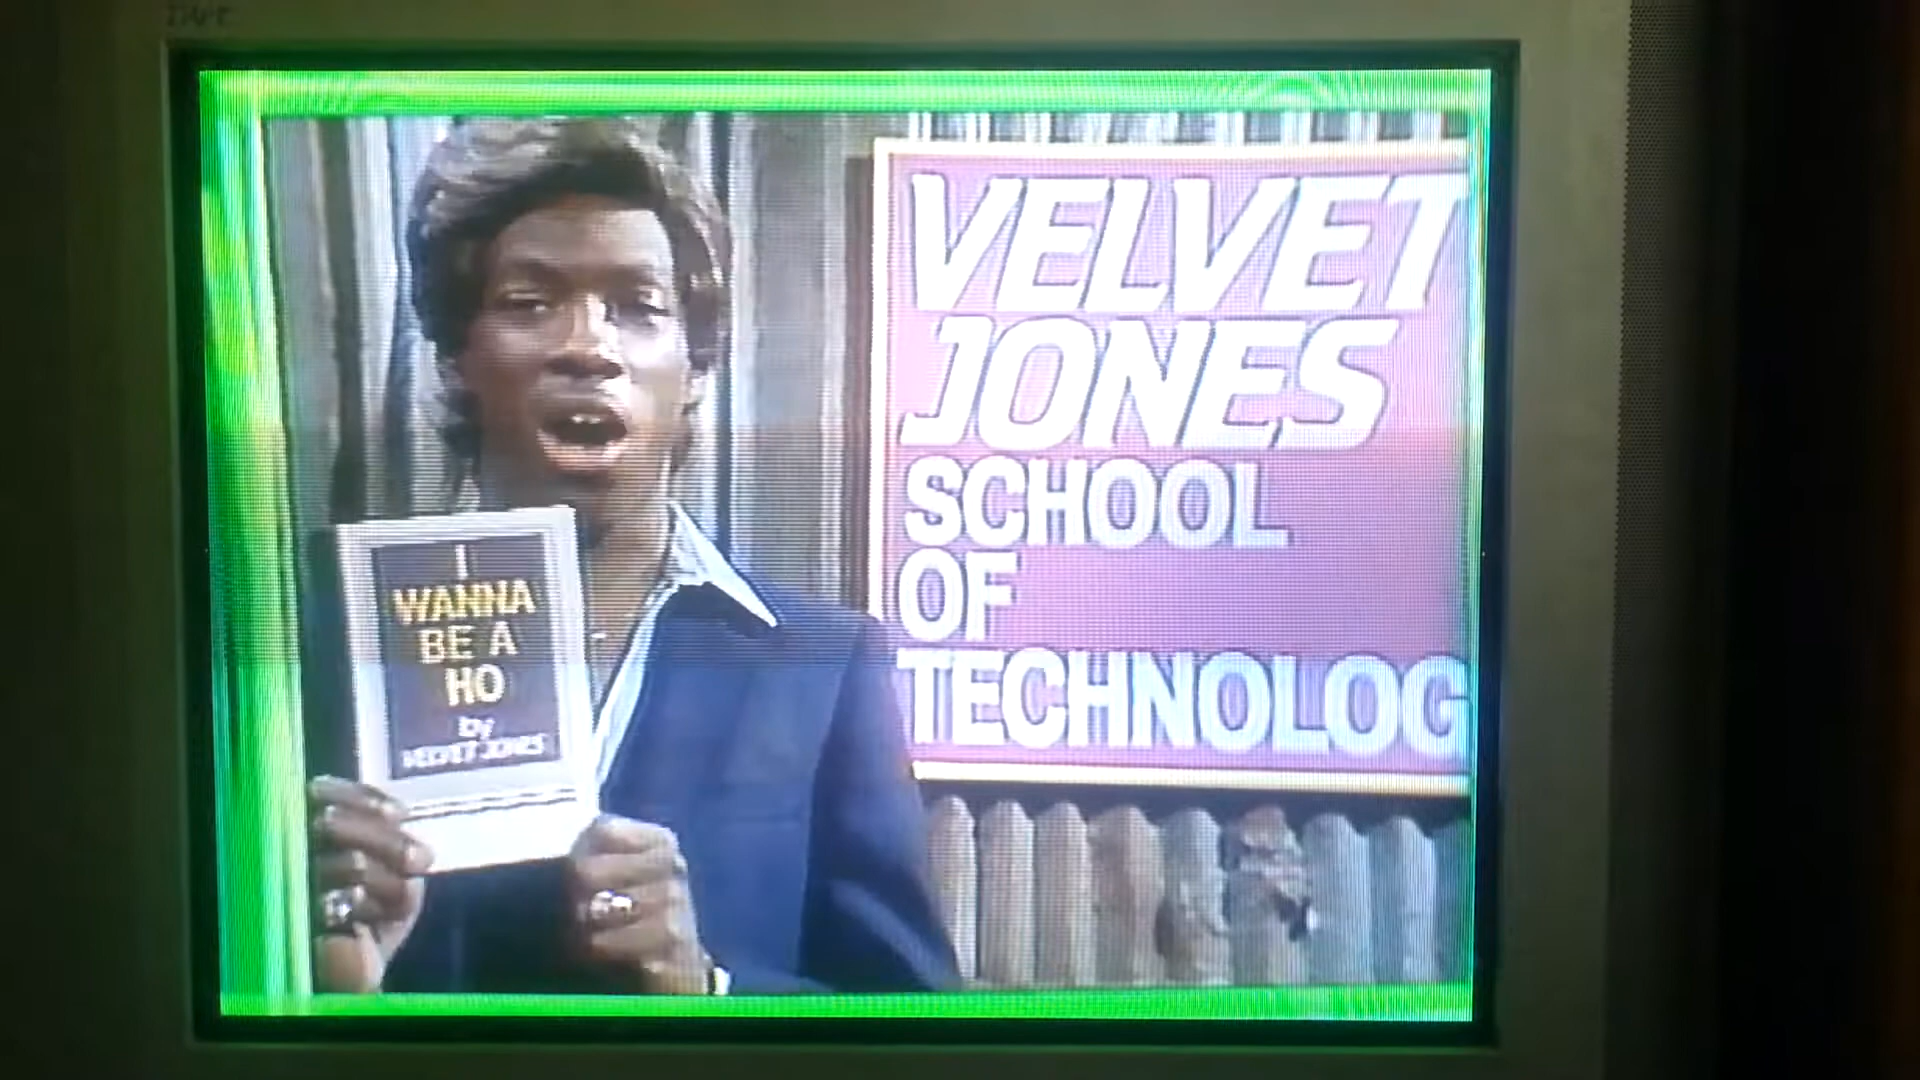 VELVET
JONES
SCHOOL
OF
TECHNOLOG
I
WANNA
BE A
HO
by
VELVET JONES